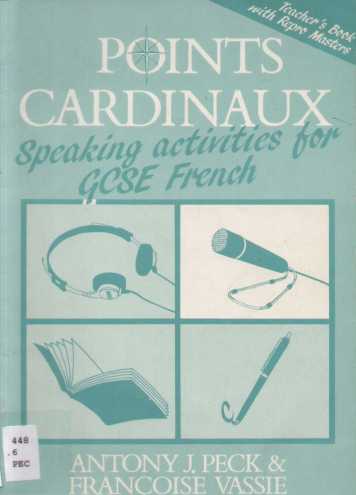 Teacher's Book
with Repro Masters
POINTS
CARDINAUX
Speaking activities for
GCSE French
448
.6
PEC
ANTONY J. PECK &
FRANCOISE VASSIE